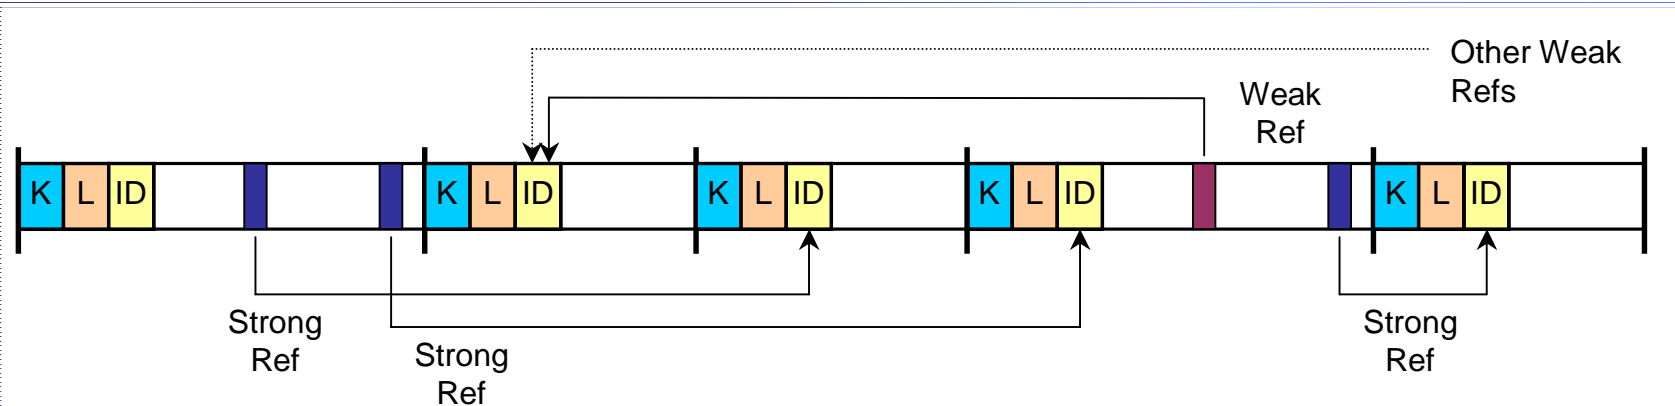 Other Weak
Refs
Weak
Ref
K L ID K L ID K L ID K L ID K L ID
Strong
Ref
Strong
Ref
Strong
Ref